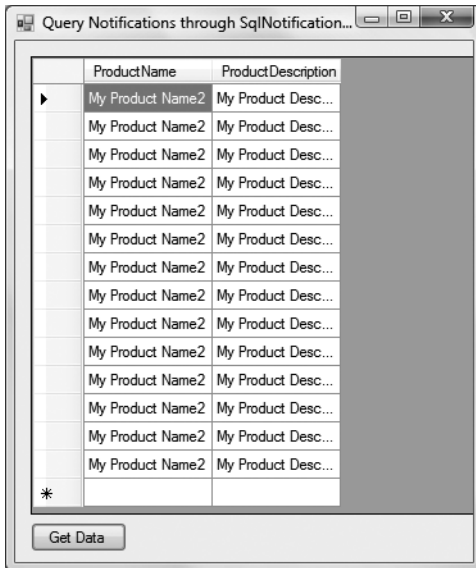 Query Notifications through SqlNotification...
ProductName ProductDescription
My Product Name2 My Product Desc...
My Product Name2 My Product Desc...
My Product Name2 My Product Desc...
My Product Name2 My Product Desc...
My Product Name2 My Product Desc...
My Product Name2 My Product Desc...
My Product Name2 My Product Desc...
My Product Name2 My Product Desc...
My Product Name2 My Product Desc...
My Product Name2 My Product Desc...
My Product Name2 My Product Desc...
My Product Name2 My Product Desc...
My Product Name2 My Product Desc...
My Product Name2 My Product Desc...
Get Data